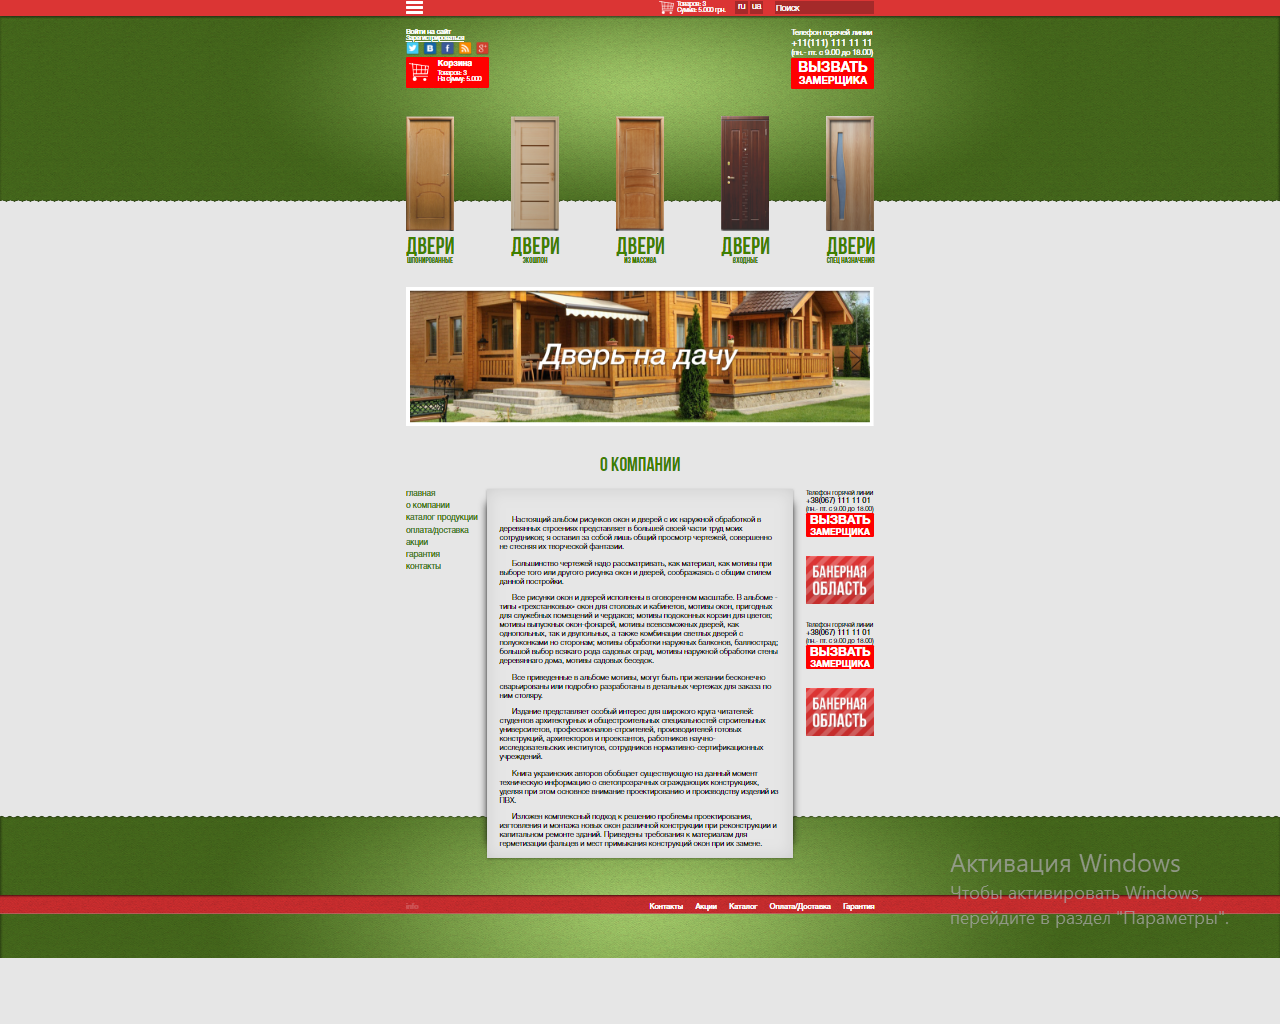 Товаров: 3
Сумма: 5.000 грн.
ru ua
Поиск
Войти на сайт
Зарегистрироваться
Корзина
Товаров: 3
На сумму: 5.000
Телефон горячей линии
+11(111) 111 11 11
(пн.- пт. с 9.00 до 18.00)
ВЫЗВАТЬ
ЗАМЕРЩИКА
ДВЕРИ
ШПОНИРОВАННЫЕ
ДВЕРИ
ЭКОШПОН
ДВЕРИ
ИЗ МАССИВА
ДВЕРИ
ВХОДНЫЕ
ДВЕРИ
СПЕЦ НАЗНАЧЕНИЯ
Дверь на дачу
О КОМПАНИИ
главная
о компании
каталог продукции
оплата/доставка
акции
гарантия
контакты
Настоящий альбом рисунков окон и дверей с их наружной обработкой в
деревянных строениях представляет в большей своей части труд моих
сотрудников; я оставил за собой лишь общий просмотр чертежей, совершенно
не стесняя их творческой фантазии.
Большинство чертежей надо рассматривать, как материал, как мотивы при
выборе того или другого рисунка окон и дверей, соображаясь с общим стилем
данной постройки.
Все рисунки окон и дверей исполнены в оговоренном масштабе. В альбоме -
типы «трехстанковых» окон для столовых и кабинетов, мотивы окон, пригодных
для служебных помещений и чердаков; мотивы подоконных корзин для цветов;
мотивы выпускных окон-фонарей, мотивы всевозможных дверей, как
однопольных, так и двупольных, а также комбинации светлых дверей с
полуокнками но сторонам; мотивы обработки наружных балконов, баллюстрад;
большой выбор всякого рода садовых оград, мотивы наружной обработки стены
деревянного дома, мотивы садовых беседок.
Все приведенные в альбоме мотивы, могут быть при желании бесконечно
сварьированы или подробно разработаны в детальных чертежах для заказа по
ним столяру.
Издание представляет особый интерес для широкого круга читателей:
студентов архитектурных и общестроительных специальностей строительных
университетов, профессионалов-строителей, производителей готовых
конструкций, архитекторов и проектантов, работников научно-
исследовательских институтов, сотрудников нормативно-сертификационных
учреждений.
Книга украинских авторов обобщает существующую на данный момент
техническую информацию о светопрозрачных ограждающих конструкциях,
уделяя при этом основное внимание проектированию и производству изделий из
ПВХ.
Изложен комплексный подход к решению проблемы проектирования,
изготовления и монтажа новых окон различной конструкции при реконструкции и
капитальном ремонте зданий. Приведены требования к материалам для
герметизации фальцев и мест примыкания конструкций окон при их замене.
Телефон горячей линии
+38(067) 111 11 01
(пн.- пт. с 9.00 до 18.00)
ВЫЗВАТЬ
ЗАМЕРЩИКА
БАНЕРНАЯ
ОБЛАСТЬ
Телефон горячей линии
+38(067) 111 11 01
(пн.- пт. с 9.00 до 18.00)
ВЫЗВАТЬ
ЗАМЕРЩИКА
БАНЕРНАЯ
ОБЛАСТЬ
Активация Windows
Чтобы активировать Windows,
перейдите в раздел "Параметры".
Контакты Акции Каталог Оплата/Доставка Гарантия